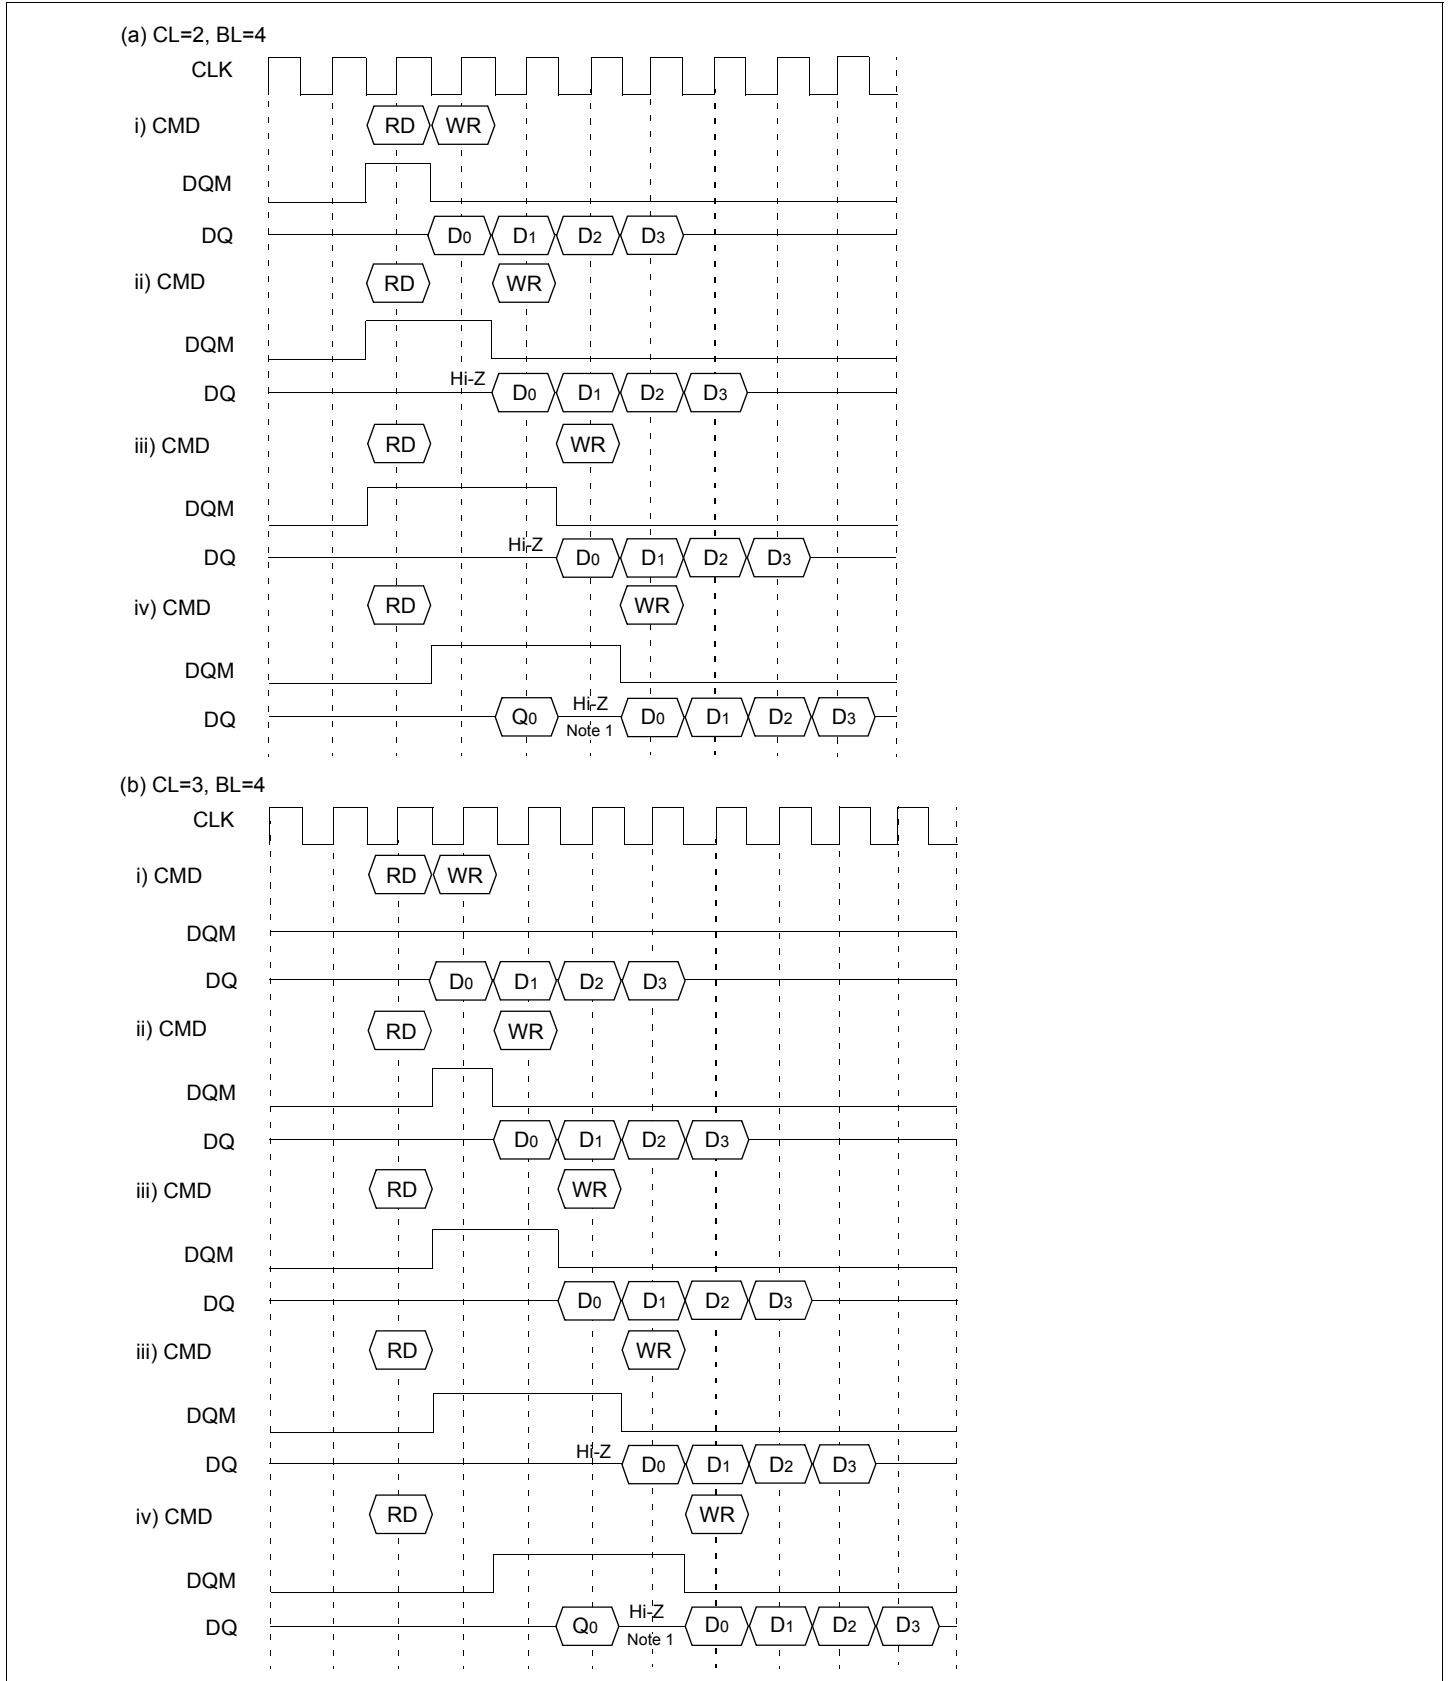 (a) CL=2, BL=4
CLK
i) CMD RD WR
DQM
DQ D0 D1 D2 D3
ii) CMD RD WR
DQM
Hi-Z
DQ D0 D1 D2 D3
iii) CMD RD WR
DQM
Hi-Z
DQ D0 D1 D2 D3
iv) CMD RD WR
DQM
Hi-Z
DQ Q0 D0 D1 D2 D3
Note 1
(b) CL=3, BL=4
CLK
i) CMD RD WR
DQM
DQ D0 D1 D2 D3
ii) CMD RD WR
DQM
DQ D0 D1 D2 D3
iii) CMD RD WR
DQM
DQ D0 D1 D2 D3
iii) CMD RD WR
DQM
Hi-Z
DQ D0 D1 D2 D3
iv) CMD RD WR
DQM
Hi-Z
DQ Q0 D0 D1 D2 D3
Note 1